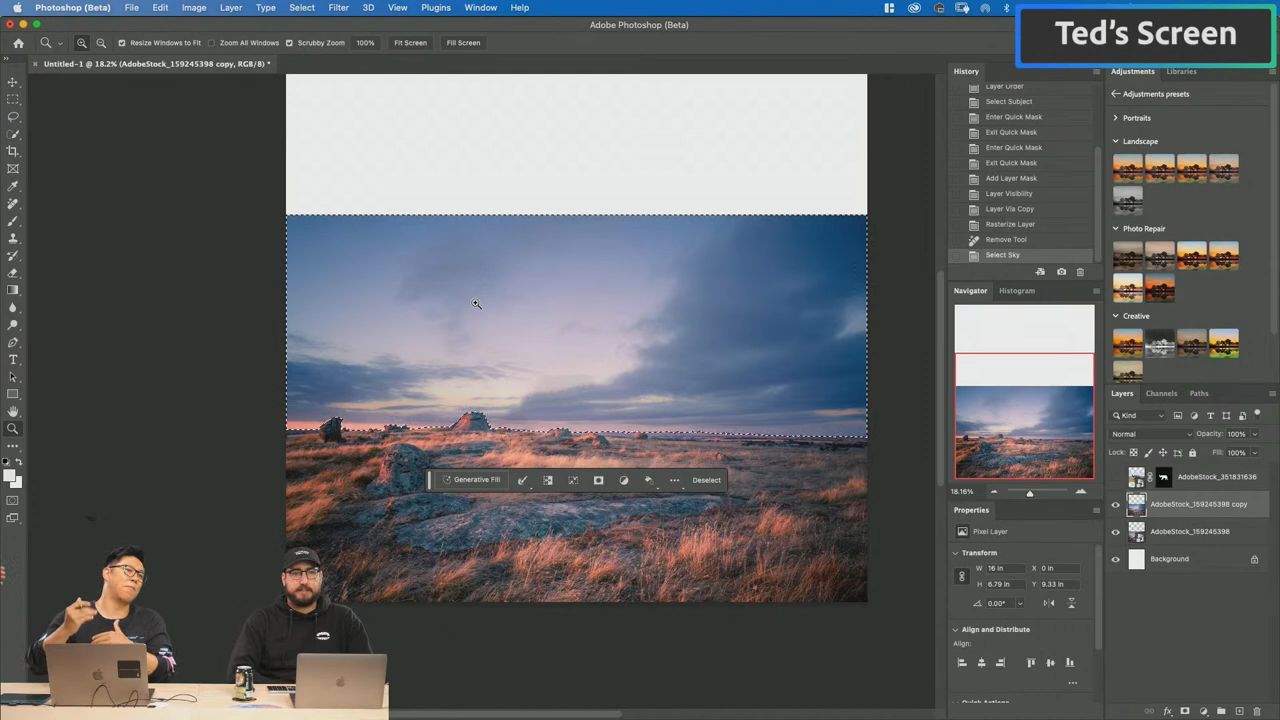 Photoshop (Beta) File Edit Image Layer Type Select Filter 3D View Plugins Window Help
Adobe Photoshop (Beta)
Ted's Screen
Resize Windows to Fit Zoom All Windows Scrubby Zoom 100% Fit Screen Fill Screen
Untitled-1 @ 18.2% (AdobeStock_159245398 copy, RGB/8) *
History
Layer Order
Select Subject
Enter Quick Mask
Exit Quick Mask
Enter Quick Mask
Exit Quick Mask
Add Layer Mask
Layer Visibility
Layer Via Copy
Rasterize Layer
Remove Tool
Select Sky
Navigator Histogram
18.16%
Properties
Pixel Layer
Transform
W 16 in X 0 in
H 6.79 in Y 9.33 in
0.00°
Align and Distribute
Align:
Quick Actions
Adjustments Libraries
Adjustments presets
Portraits
Landscape
Photo Repair
Creative
Layers Channels Paths
Kind
Normal Opacity: 100%
Lock: Fill: 100%
AdobeStock_351831636
AdobeStock_159245398 copy
AdobeStock_159245398
Background
Generative Fill Deselect